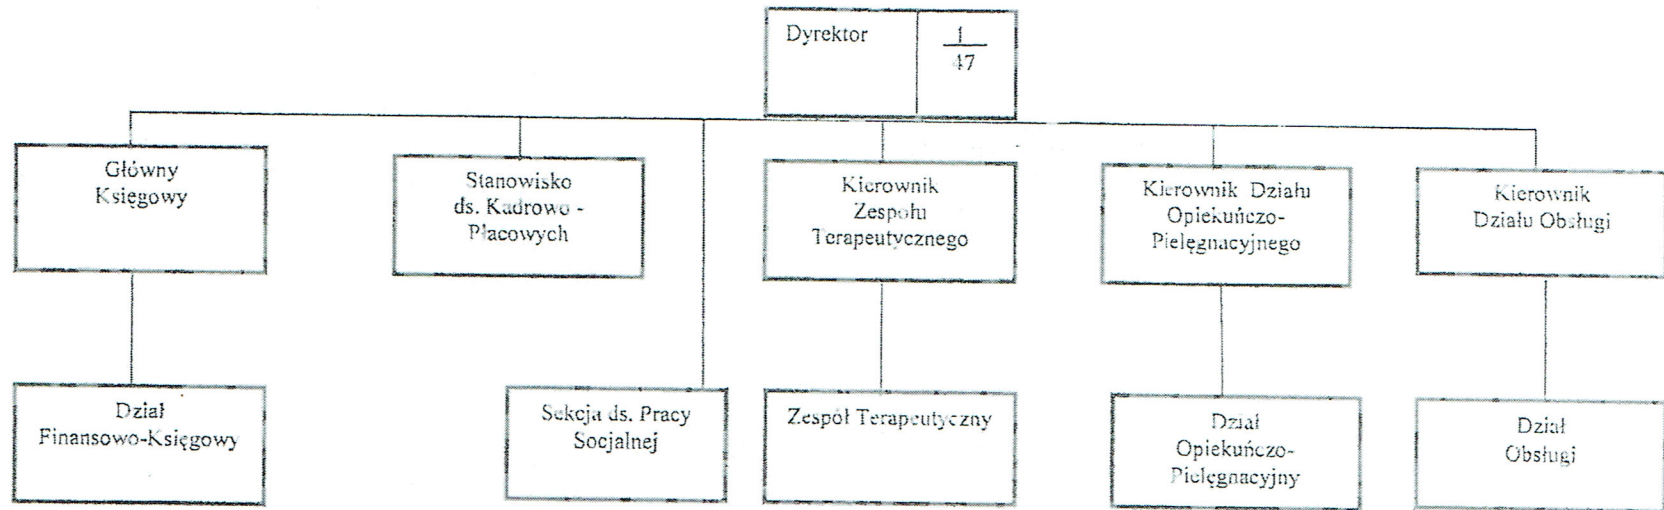 Dyrektor
1
47
Główny
Księgowy
Stanowisko
ds. Kadrowo -
Płacowych
Kierownik
Zespołu
Terapeutycznego
Kierownik Działu
Opiekuńczo-
Pielęgnacyjnego
Kierownik
Działu Obsługi
Dział
Finansowo-Księgowy
Sekcja ds. Pracy
Socjalnej
Zespół Terapeutyczny
Dział
Opiekuńczo-
Pielęgnacyjny
Dział
Obsługi